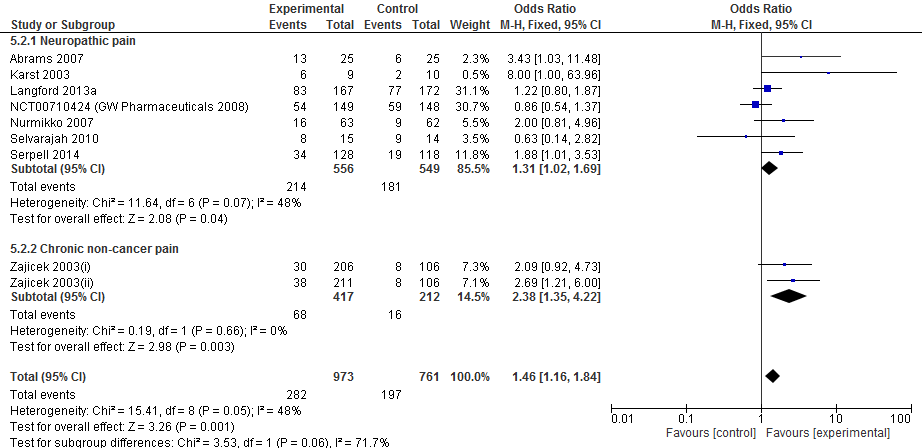 Experimental Control Odds Ratio Odds Ratio
Study or Subgroup Events Total Events Total Weight M-H, Fixed, 95% CI M-H, Fixed, 95% CI
5.2.1 Neuropathic pain
Abrams 2007 13 25 6 25 2.3% 3.43 [1.03, 11.48]
Karst 2003 6 9 2 10 0.5% 8.00 [1.00, 63.96]
Langford 2013a 83 167 77 172 31.1% 1.22 [0.80, 1.87]
NCT00710424 (GW Pharmaceuticals 2008) 54 149 59 148 30.7% 0.86 [0.54, 1.37]
Nurmikko 2007 16 63 9 62 5.4% 2.00 [0.81, 4.96]
Selvarajah 2010 8 15 9 14 3.6% 0.63 [0.14, 2.82]
Serpell 2014 34 128 19 118 11.8% 1.88 [1.01, 3.53]
Subtotal (95% CI) 556 549 85.5% 1.31 [1.02, 1.69]
Total events 214 181
Heterogeneity: Chi² = 11.64, df = 6 (P = 0.07); I² = 48%
Test for overall effect: Z = 2.08 (P = 0.04)
5.2.2 Chronic non-cancer pain
Zajicek 2003(i) 30 206 8 106 7.3% 2.09 [0.92, 4.73]
Zajicek 2003(ii) 38 211 8 106 7.1% 2.69 [1.21, 6.00]
Subtotal (95% CI) 417 212 14.5% 2.38 [1.35, 4.22]
Total events 68 16
Heterogeneity: Chi² = 0.19, df = 1 (P = 0.66); I² = 0%
Test for overall effect: Z = 2.98 (P = 0.003)
Total (95% CI) 973 761 100.0% 1.46 [1.16, 1.84]
Total events 282 197
Heterogeneity: Chi² = 15.41, df = 8 (P = 0.05); I² = 48%
Test for overall effect: Z = 3.26 (P = 0.001)
Test for subgroup differences: Chi² = 3.53, df = 1 (P = 0.06), I² = 71.7%
0.01 0.1 1 10 100
Favours [control] Favours [experimental]